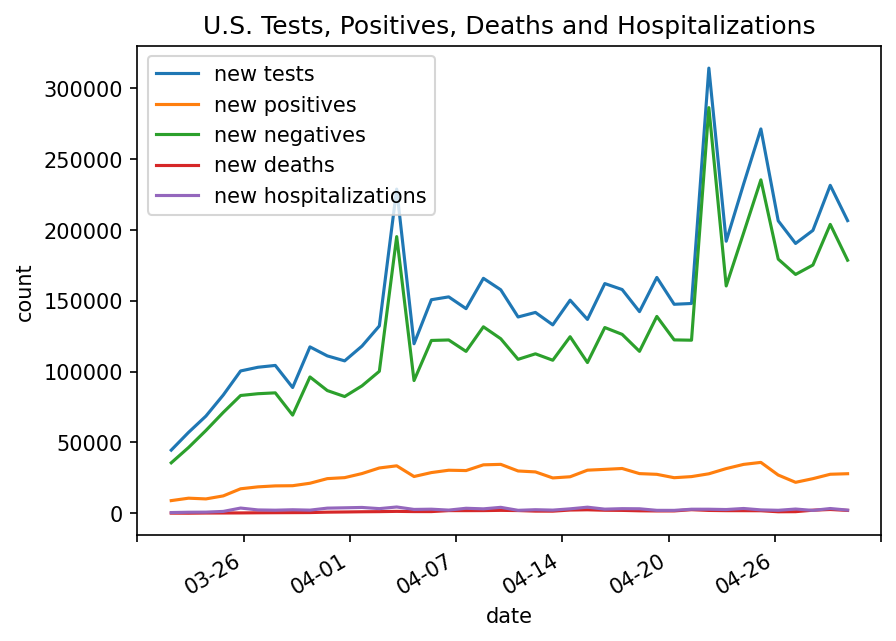 U.S. Tests, Positives, Deaths and Hospitalizations
new tests
new positives
new negatives
new deaths
new hospitalizations
300000
250000
200000
150000
100000
50000
0
count
03-26
04-01
04-07
04-14
04-20
04-26
date